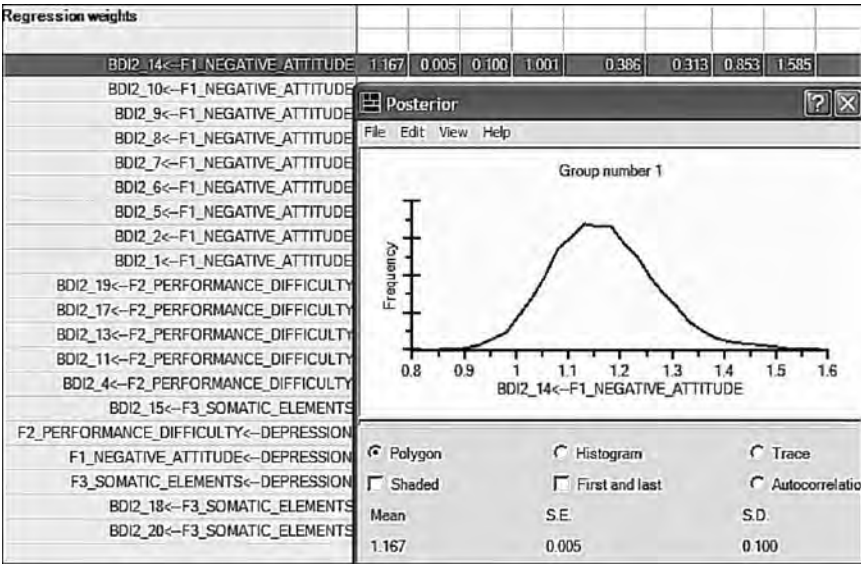 Regression weights
BDI2_14<--F1_NEGATIVE_ATTITUDE 1.167 0.005 0.100 1.001 0.386 0.313 0.853 1.585
BDI2_10<--F1_NEGATIVE_ATTITUDE
BDI2_9<--F1_NEGATIVE_ATTITUDE
BDI2_8<--F1_NEGATIVE_ATTITUDE
BDI2_7<--F1_NEGATIVE_ATTITUDE
BDI2_6<--F1_NEGATIVE_ATTITUDE
BDI2_5<--F1_NEGATIVE_ATTITUDE
BDI2_2<--F1_NEGATIVE_ATTITUDE
BDI2_1<--F1_NEGATIVE_ATTITUDE
BDI2_19<--F2_PERFORMANCE_DIFFICULTY
BDI2_17<--F2_PERFORMANCE_DIFFICULTY
BDI2_13<--F2_PERFORMANCE_DIFFICULTY
BDI2_11<--F2_PERFORMANCE_DIFFICULTY
BDI2_4<--F2_PERFORMANCE_DIFFICULTY
BDI2_15<--F3_SOMATIC_ELEMENTS
F2_PERFORMANCE_DIFFICULTY<--DEPRESSION
F1_NEGATIVE_ATTITUDE<--DEPRESSION
F3_SOMATIC_ELEMENTS<--DEPRESSION
BDI2_18<--F3_SOMATIC_ELEMENTS
BDI2_20<--F3_SOMATIC_ELEMENTS
Posterior
File Edit View Help
Group number 1
Frequency
0.8 0.9 1 1.1 1.2 1.3 1.4 1.5 1.6
BDI2_14<--F1_NEGATIVE_ATTITUDE
Polygon Histogram Trace
Shaded First and last Autocorrelatio
Mean S.E. S.D.
1.167 0.005 0.100